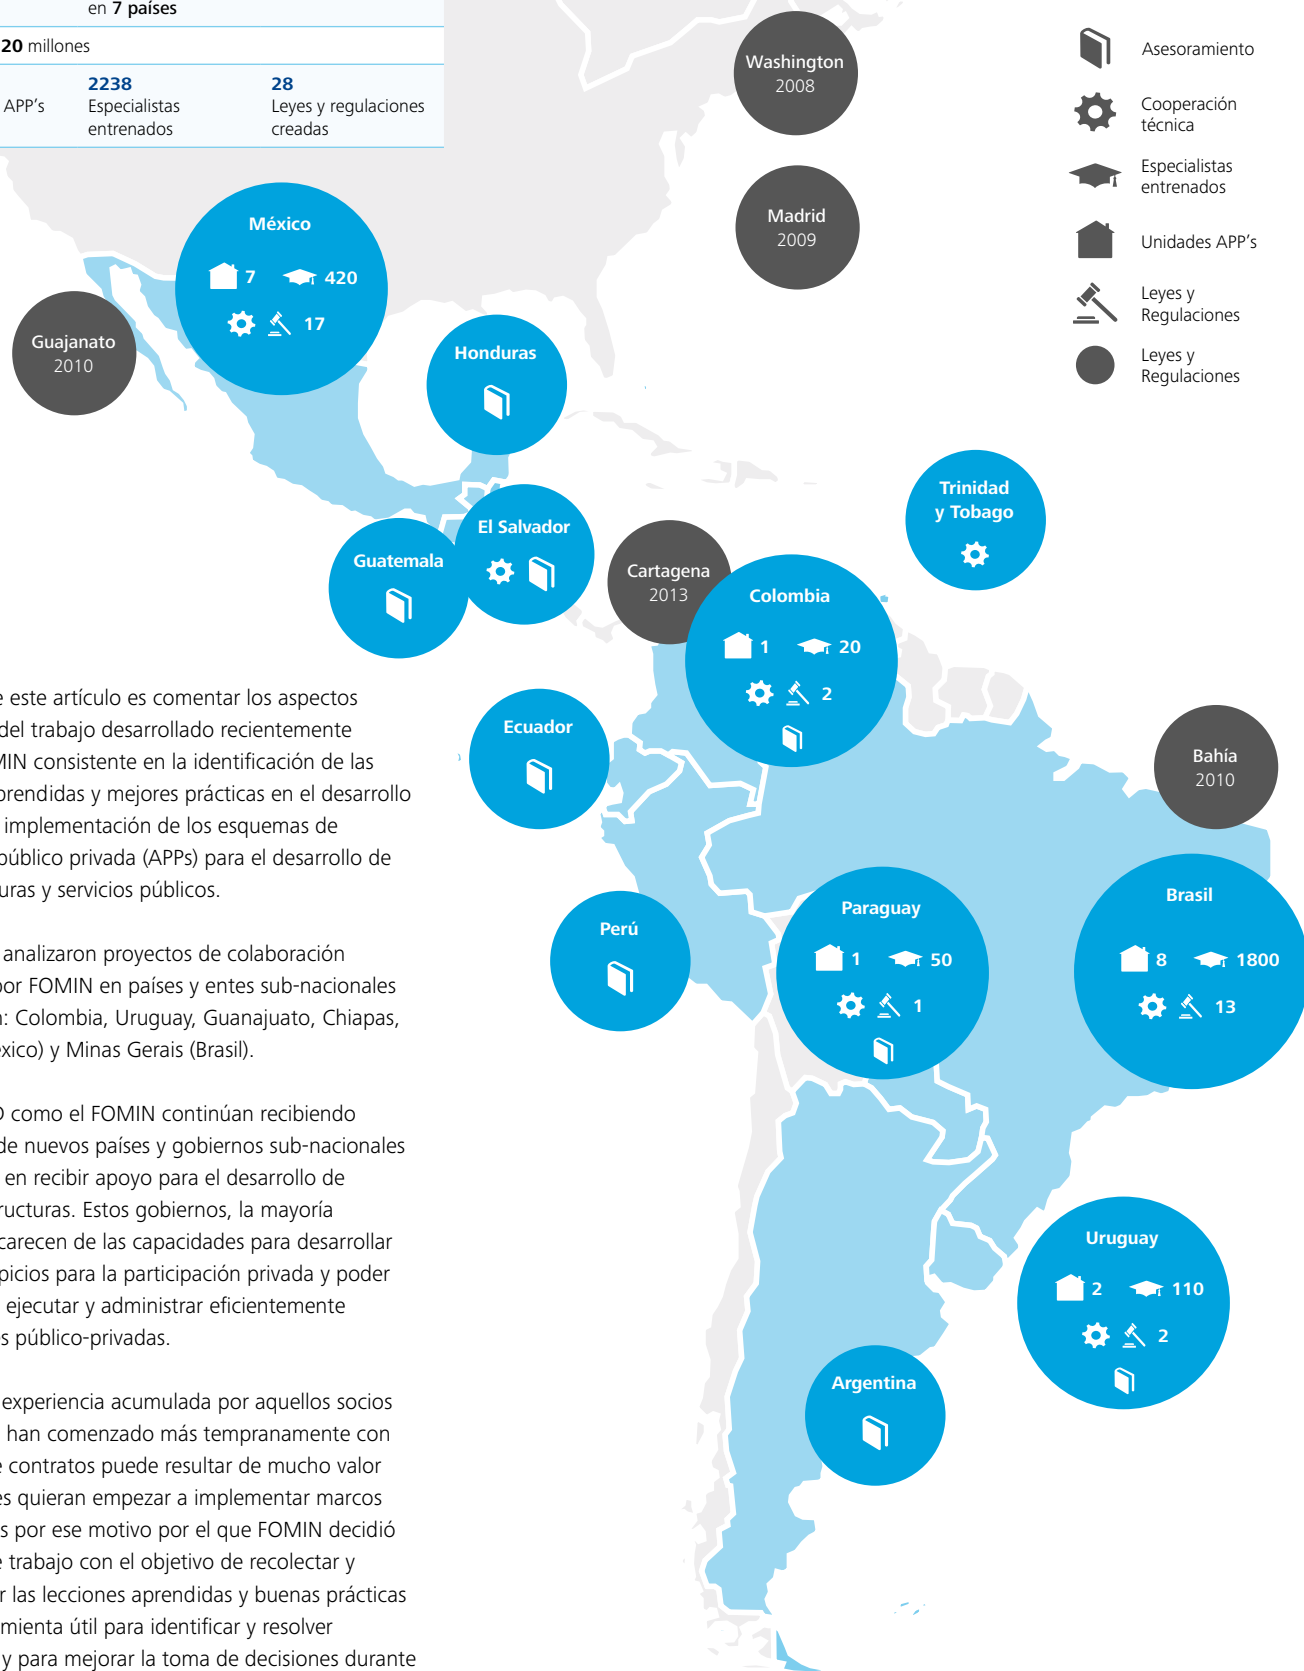 en 7 países
20 millones
APP's
2238
Especialistas
entrenados
28
Leyes y regulaciones
creadas
Washington
2008
Madrid
2009
Asesoramiento
Cooperación
técnica
Especialistas
entrenados
Unidades APP's
Leyes y
Regulaciones
Leyes y
Regulaciones
México
7 420
17
Guajanato
2010
Honduras
Trinidad
y Tobago
El Salvador
Guatemala
Cartagena
2013
Colombia
1 20
2
Ecuador
Bahía
2010
Perú
Paraguay
1 50
1
Brasil
8 1800
13
Uruguay
2 110
2
Argentina
e este artículo es comentar los aspectos
del trabajo desarrollado recientemente
MIN consistente en la identificación de las
prendidas y mejores prácticas en el desarrollo
implementación de los esquemas de
público privada (APPs) para el desarrollo de
uras y servicios públicos.
analizaron proyectos de colaboración
por FOMIN en países y entes sub-nacionales
n: Colombia, Uruguay, Guanajuato, Chiapas,
éxico) y Minas Gerais (Brasil).
D como el FOMIN continúan recibiendo
de nuevos países y gobiernos sub-nacionales
en recibir apoyo para el desarrollo de
tructuras. Estos gobiernos, la mayoría
carecen de las capacidades para desarrollar
picios para la participación privada y poder
ejecutar y administrar eficientemente
es público-privadas.
experiencia acumulada por aquellos socios
han comenzado más tempranamente con
e contratos puede resultar de mucho valor
es quieran empezar a implementar marcos
s por ese motivo por el que FOMIN decidió
e trabajo con el objetivo de recolectar y
r las lecciones aprendidas y buenas prácticas
mienta útil para identificar y resolver
y para mejorar la toma de decisiones durante